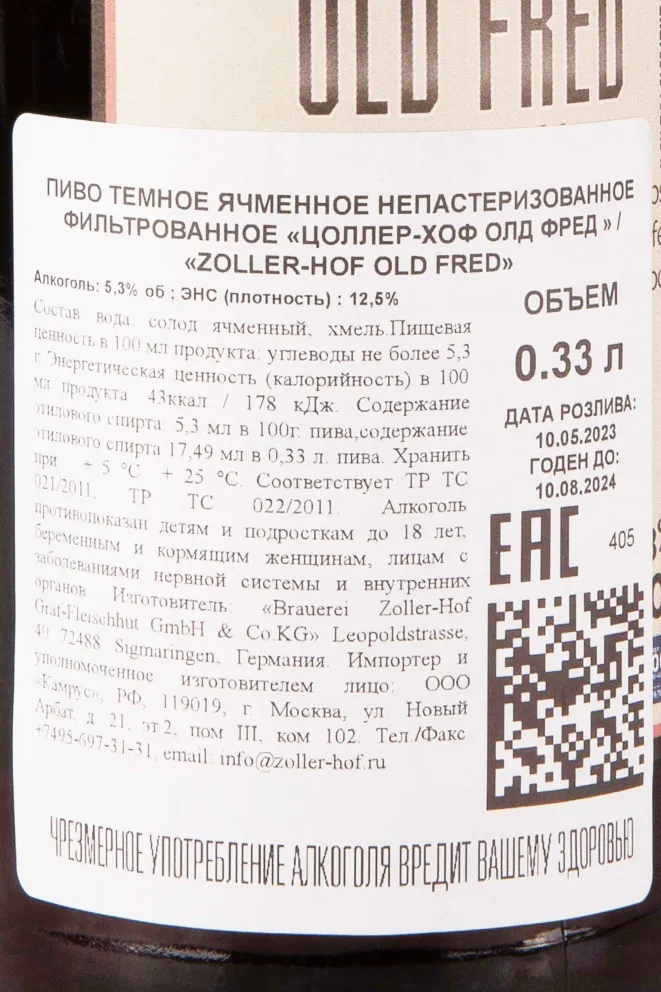 OLD FRED
ПИВО ТЕМНОЕ ЯЧМЕННОЕ НЕПАСТЕРИЗОВАННОЕ
ФИЛЬТРОВАННОЕ «ЦОЛЛЕР-ХОФ ОЛД ФРЕД » /
«ZOLLER-HOF OLD FRED»
Алкоголь: 5,3% об ; ЭНС (плотность) : 12,5%
Состав вода, солод ячменный, хмель.Пищевая
ценность в 100 мл продукта: углеводы не более 5,3
г. Энергетическая ценность (калорийность) в 100
мл продукта 43ккал / 178 кДж. Содержание
этилового спирта: 5,3 мл в 100г. пива,содержание
этилового спирта 17,49 мл в 0,33 л. пива. Хранить
при + 5 °C + 25 °C. Соответствует ТР ТС
021/2011, ТР ТС 022/2011. Алкоголь
противопоказан детям и подросткам до 18 лет,
беременным и кормящим женщинам, лицам с
заболеваниями нервной системы и внутренних
органов. Изготовитель: «Brauerei Zoller-Hof
Graf-Fleischhut GmbH & Co.KG» Leopoldstrasse,
40 72488 Sigmaringen, Германия. Импортер и
уполномоченное изготовителем лицо: ООО
«Камрус», РФ, 119019, г. Москва, ул. Новый
Арбат, д. 21, эт.2, пом III, ком 102. Тел./Факс
+7495-697-31-31, email: info@zoller-hof.ru
ОБЪЕМ
0.33 л
ДАТА РОЗЛИВА:
10.05.2023
ГОДЕН ДО:
10.08.2024
EAC 405
ЧРЕЗМЕРНОЕ УПОТРЕБЛЕНИЕ АЛКОГОЛЯ ВРЕДИТ ВАШЕМУ ЗДОРОВЬЮ